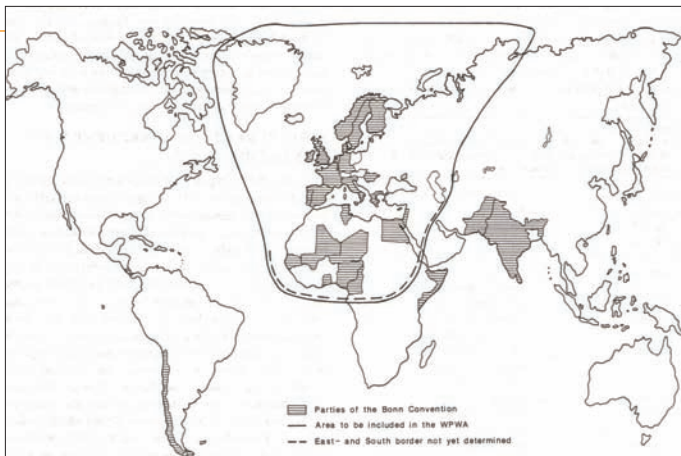 Parties of the Bonn Convention
Area to be included in the WPWA
East- and South border not yet determined